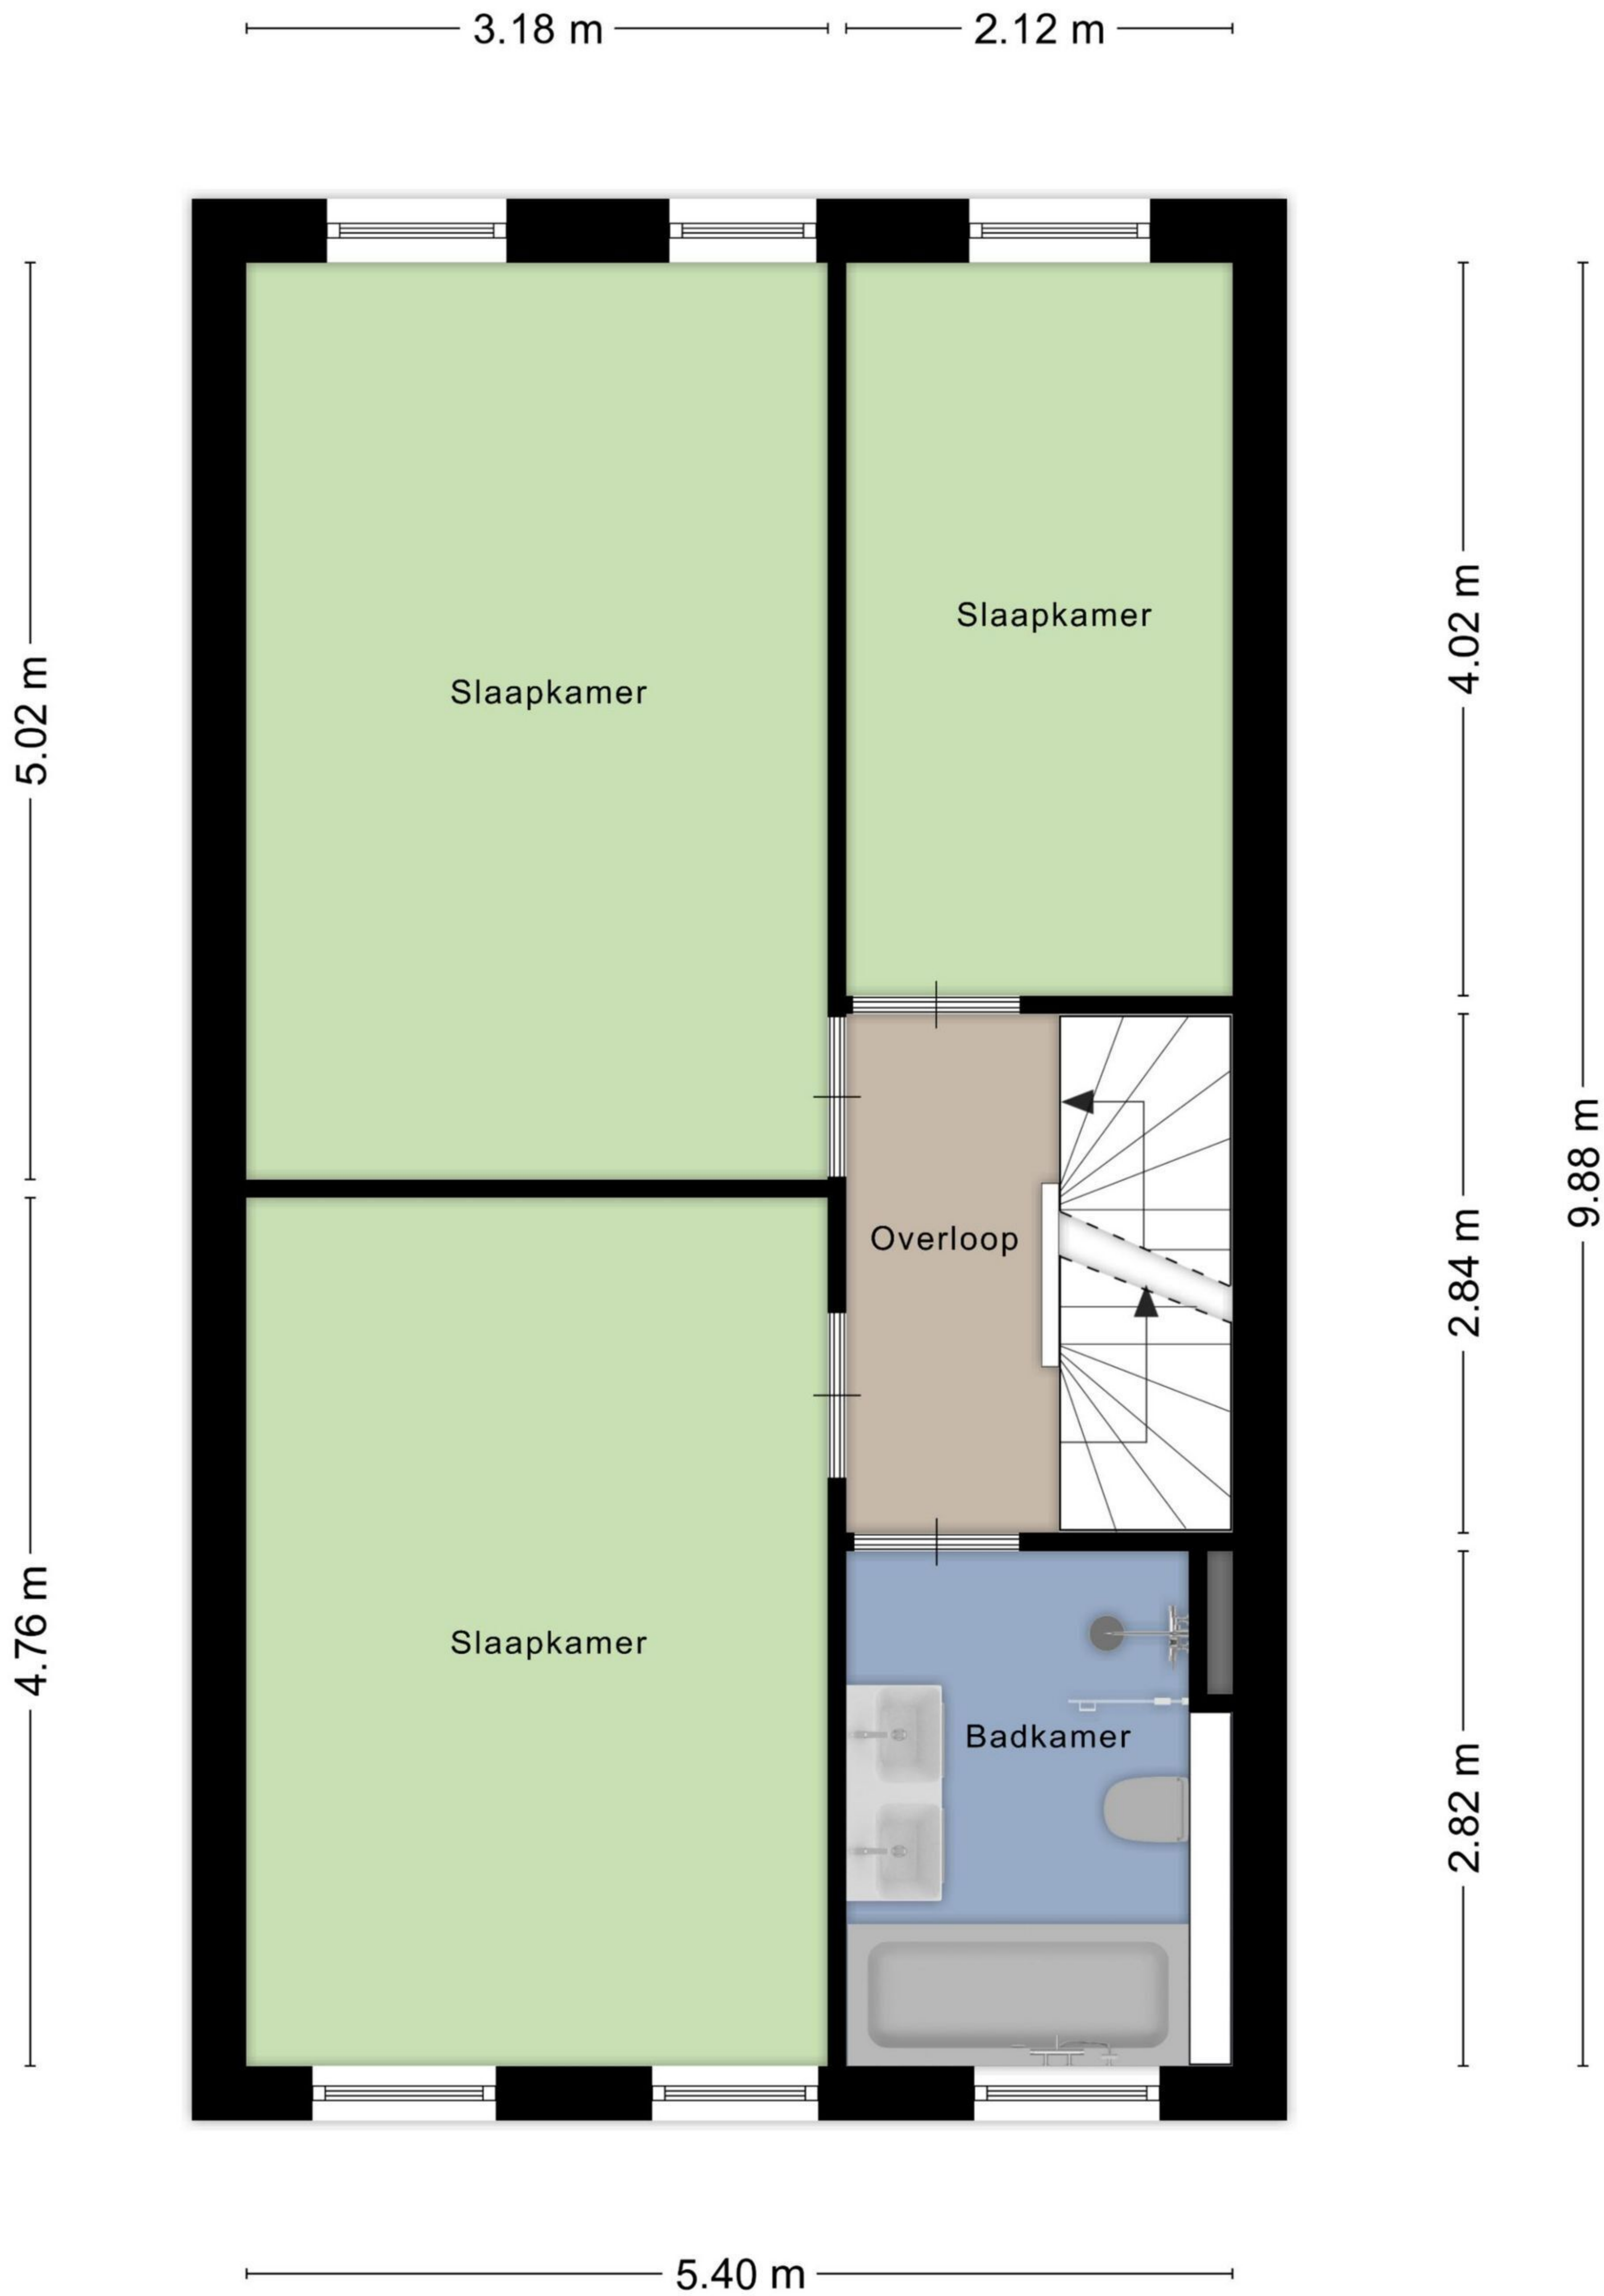 3.18 m
2.12 m
5.02 m
4.02 m
Slaapkamer
Slaapkamer
9.88 m
Overloop
2.84 m
4.76 m
Slaapkamer
Badkamer
2.82 m
5.40 m